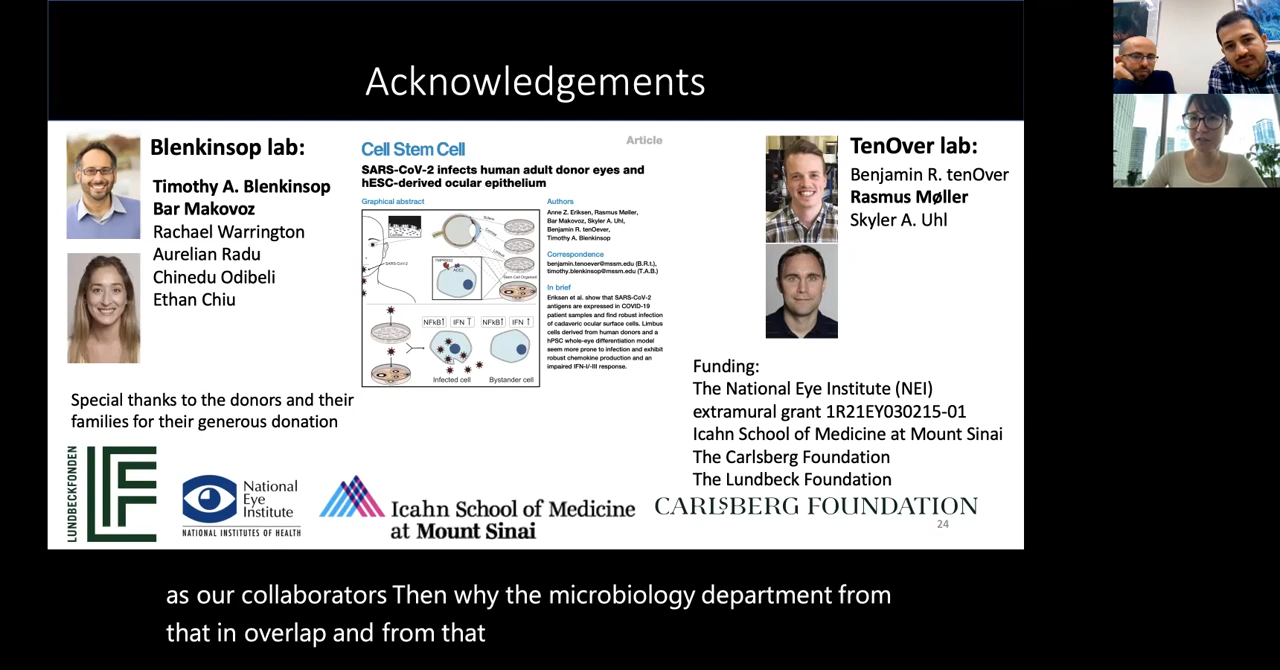 Acknowledgements
Blenkinsop lab:
Timothy A. Blenkinsop
Bar Makovoz
Rachael Warrington
Aurelian Radu
Chinedu Odibeli
Ethan Chiu
Special thanks to the donors and their
families for their generous donation
Cell Stem Cell
Article
SARS-CoV-2 infects human adult donor eyes and
hESC-derived ocular epithelium
Graphical abstract
SARS-CoV-2
TMPRSS2
ACE2
Stem Cell Organoid
NFkB↑
IFN↑
NFkB↑
IFN↑
Infected cell
Bystander cell
Authors
Anne Z. Eriksen, Rasmus Møller,
Bar Makovoz, Skyler A. Uhl,
Benjamin R. tenOever,
Timothy A. Blenkinsop
Correspondence
benjamin.tenoever@mssm.edu (B.R.t.),
timothy.blenkinsop@mssm.edu (T.A.B.)
In brief
Eriksen et al. show that SARS-CoV-2
antigens are expressed in COVID-19
patient samples and find robust infection
of cadaveric ocular surface cells. Limbus
cells derived from human donors and a
hPSC whole-eye differentiation model
seem more prone to infection and exhibit
robust chemokine production and an
impaired IFN-I/-III response.
TenOver lab:
Benjamin R. tenOver
Rasmus Møller
Skyler A. Uhl
Funding:
The National Eye Institute (NEI)
extramural grant 1R21EY030215-01
Icahn School of Medicine at Mount Sinai
The Carlsberg Foundation
The Lundbeck Foundation
LUNDBECKFONDEN
National
Eye
Institute
NATIONAL INSTITUTES OF HEALTH
Icahn School of Medicine
at Mount Sinai
CARLSBERG FOUNDATION
24
as our collaborators Then why the microbiology department from
that in overlap and from that